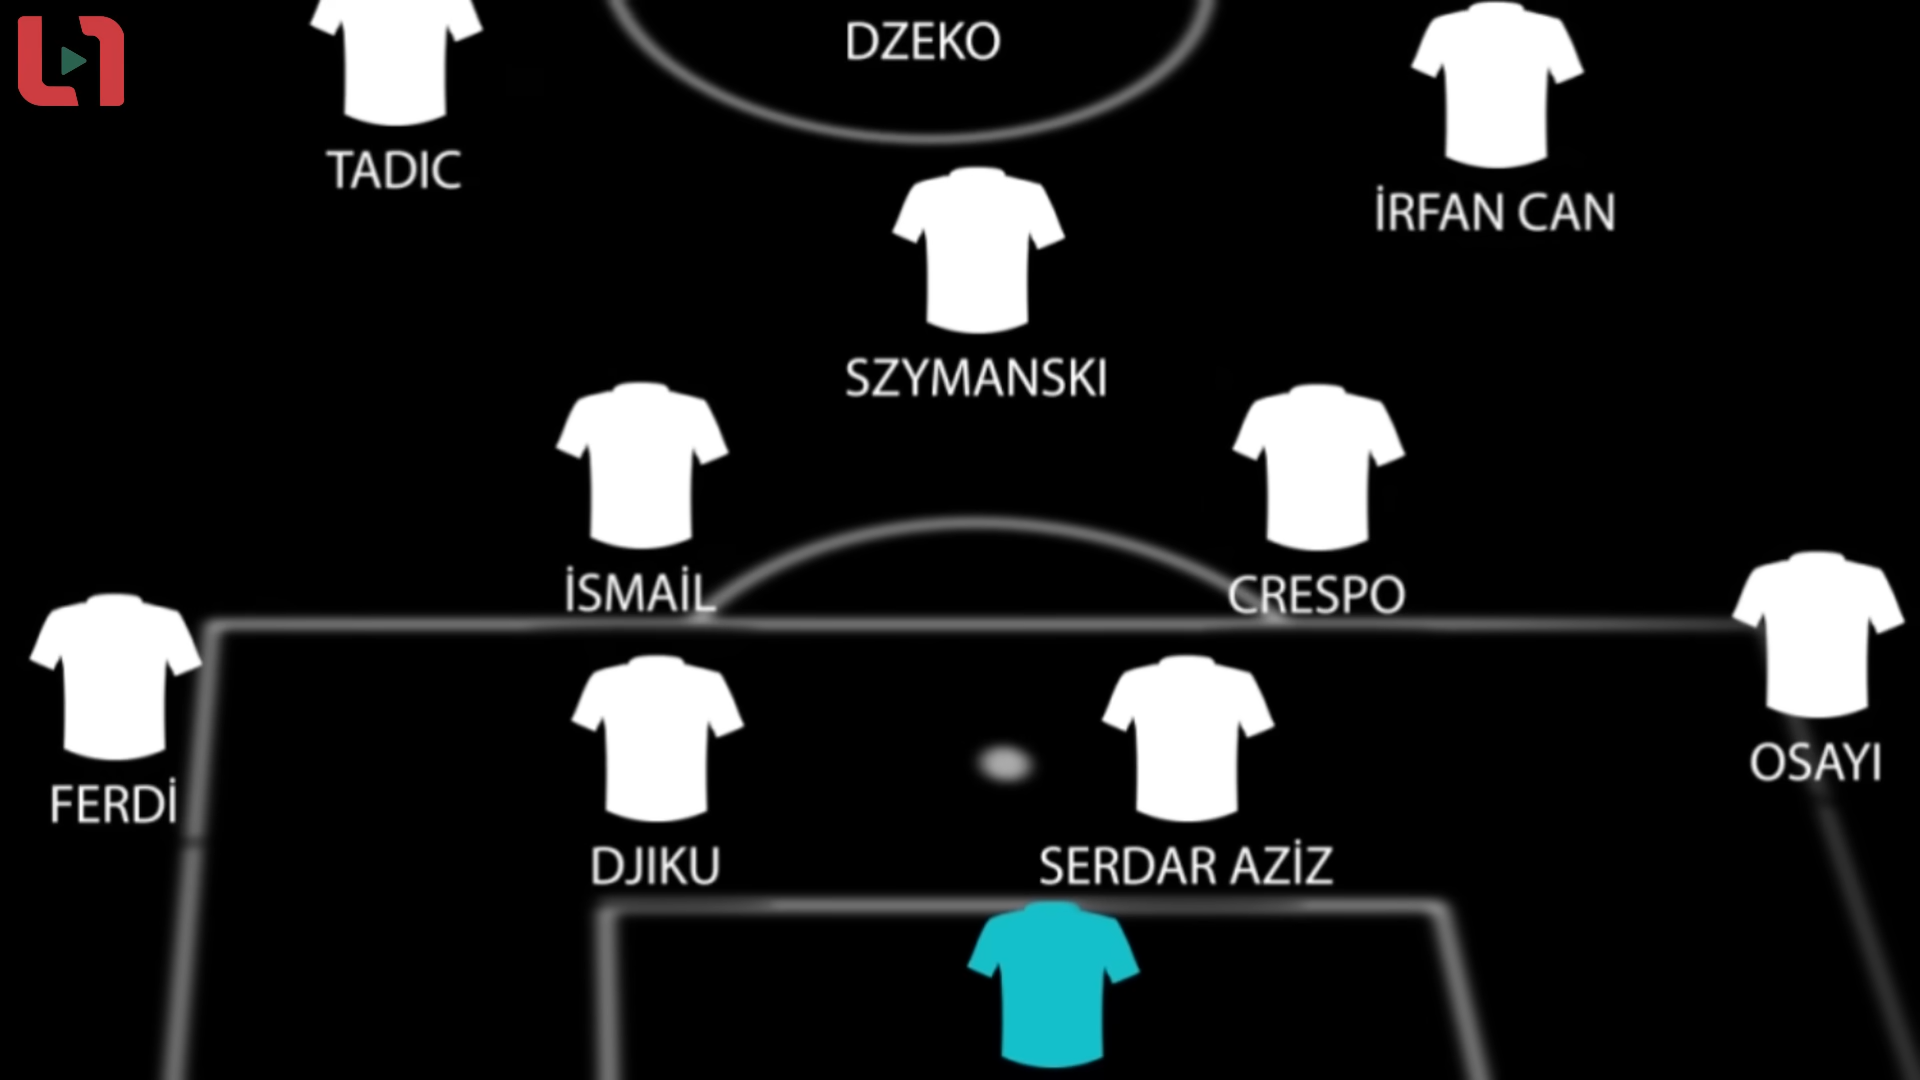 DZEKO
TADIC
İRFAN CAN
SZYMANSKI
İSMAİL
CRESPO
OSAYI
FERDİ
DJIKU
SERDAR AZİZ